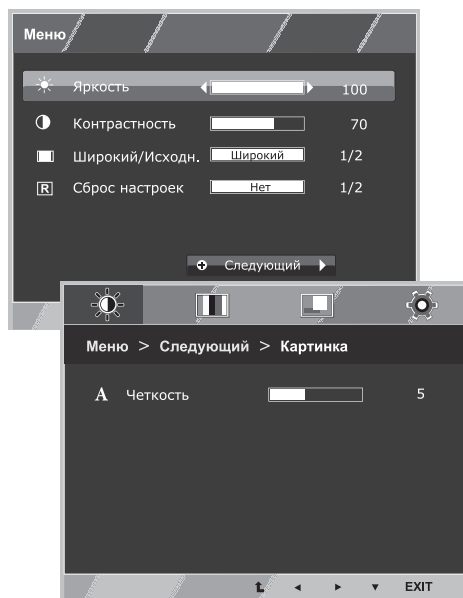 Меню
Яркость 100
Контрастность 70
Широкий/Исходн. Широкий 1/2
R Сброс настроек Нет 1/2
Следующий
Меню > Следующий > Картинка
A Четкость 5
EXIT